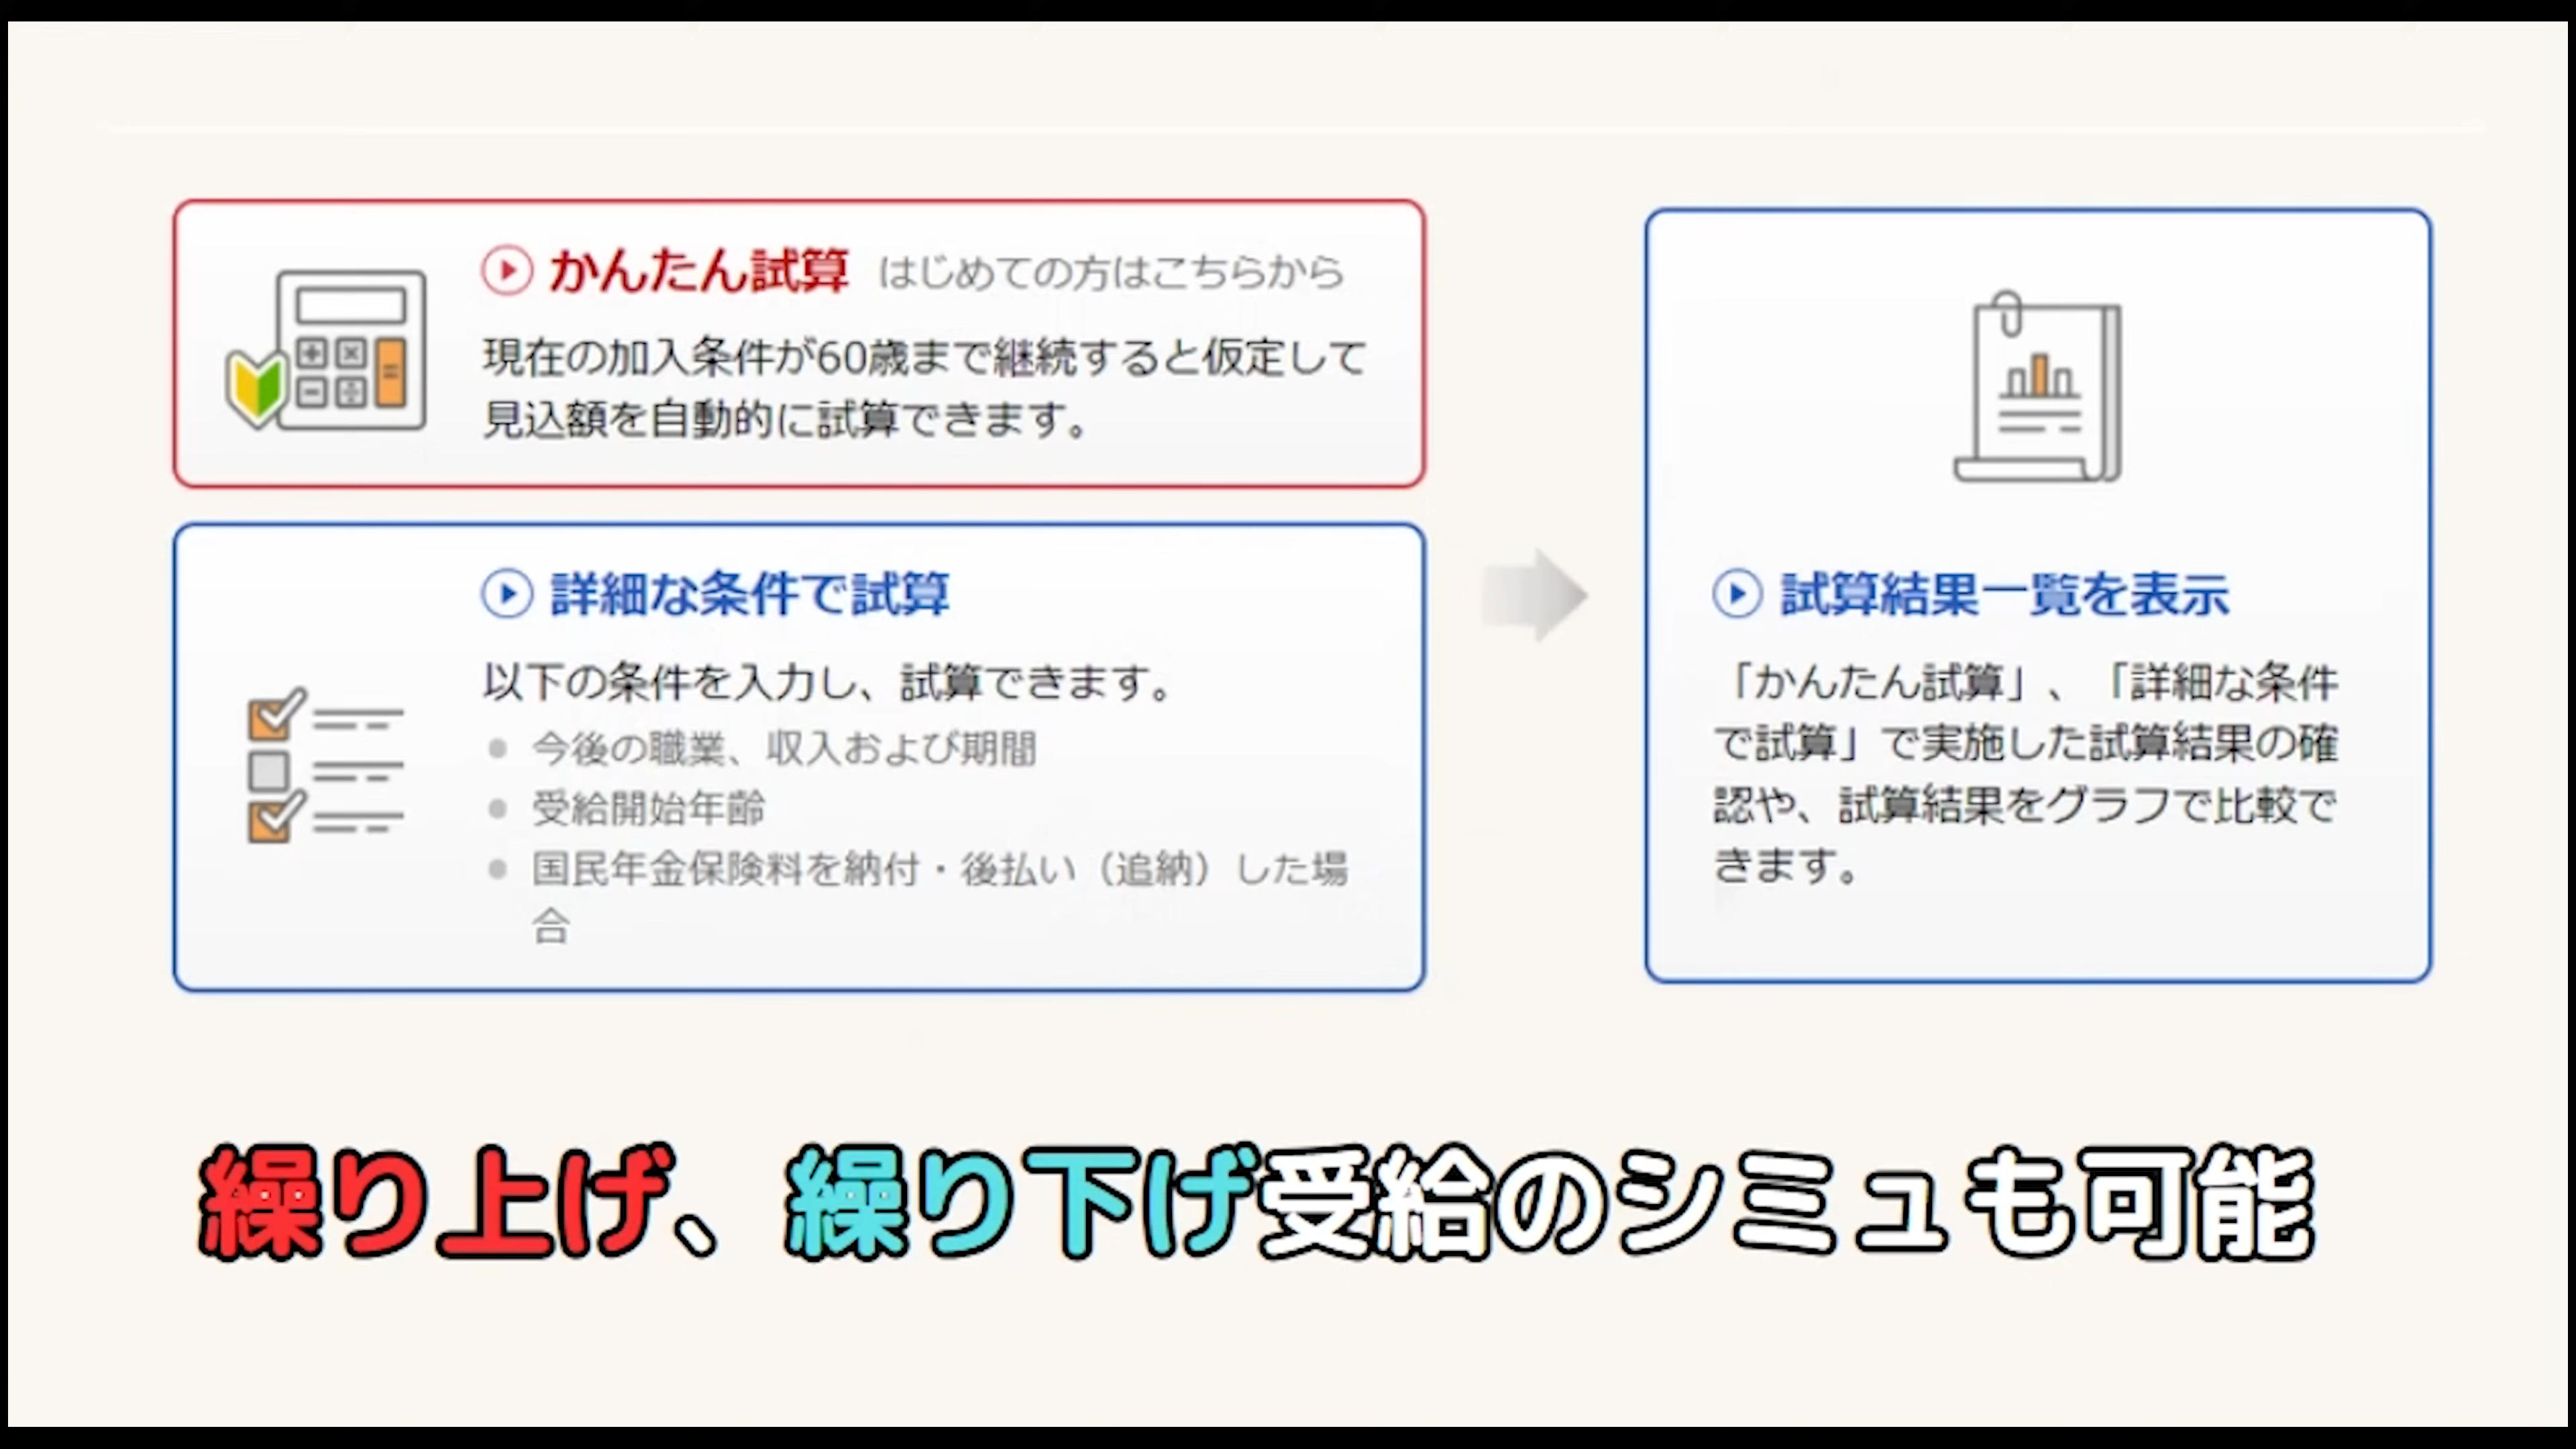 かんたん試算 はじめての方はこちらから
現在の加入条件が60歳まで継続すると仮定して
見込額を自動的に試算できます。
詳細な条件で試算
以下の条件を入力し、試算できます。
今後の職業、収入および期間
受給開始年齢
国民年金保険料を納付・後払い（追納）した場
合
試算結果一覧を表示
「かんたん試算」、「詳細な条件
で試算」で実施した試算結果の確
認や、試算結果をグラフで比較で
きます。
繰り上げ、繰り下げ受給のシミュも可能